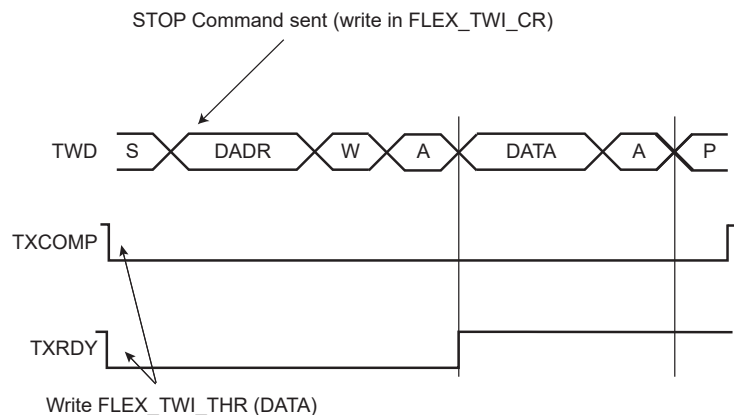 STOP Command sent (write in FLEX_TWI_CR)
TWD S DADR W A DATA A P
TXCOMP
TXRDY
Write FLEX_TWI_THR (DATA)